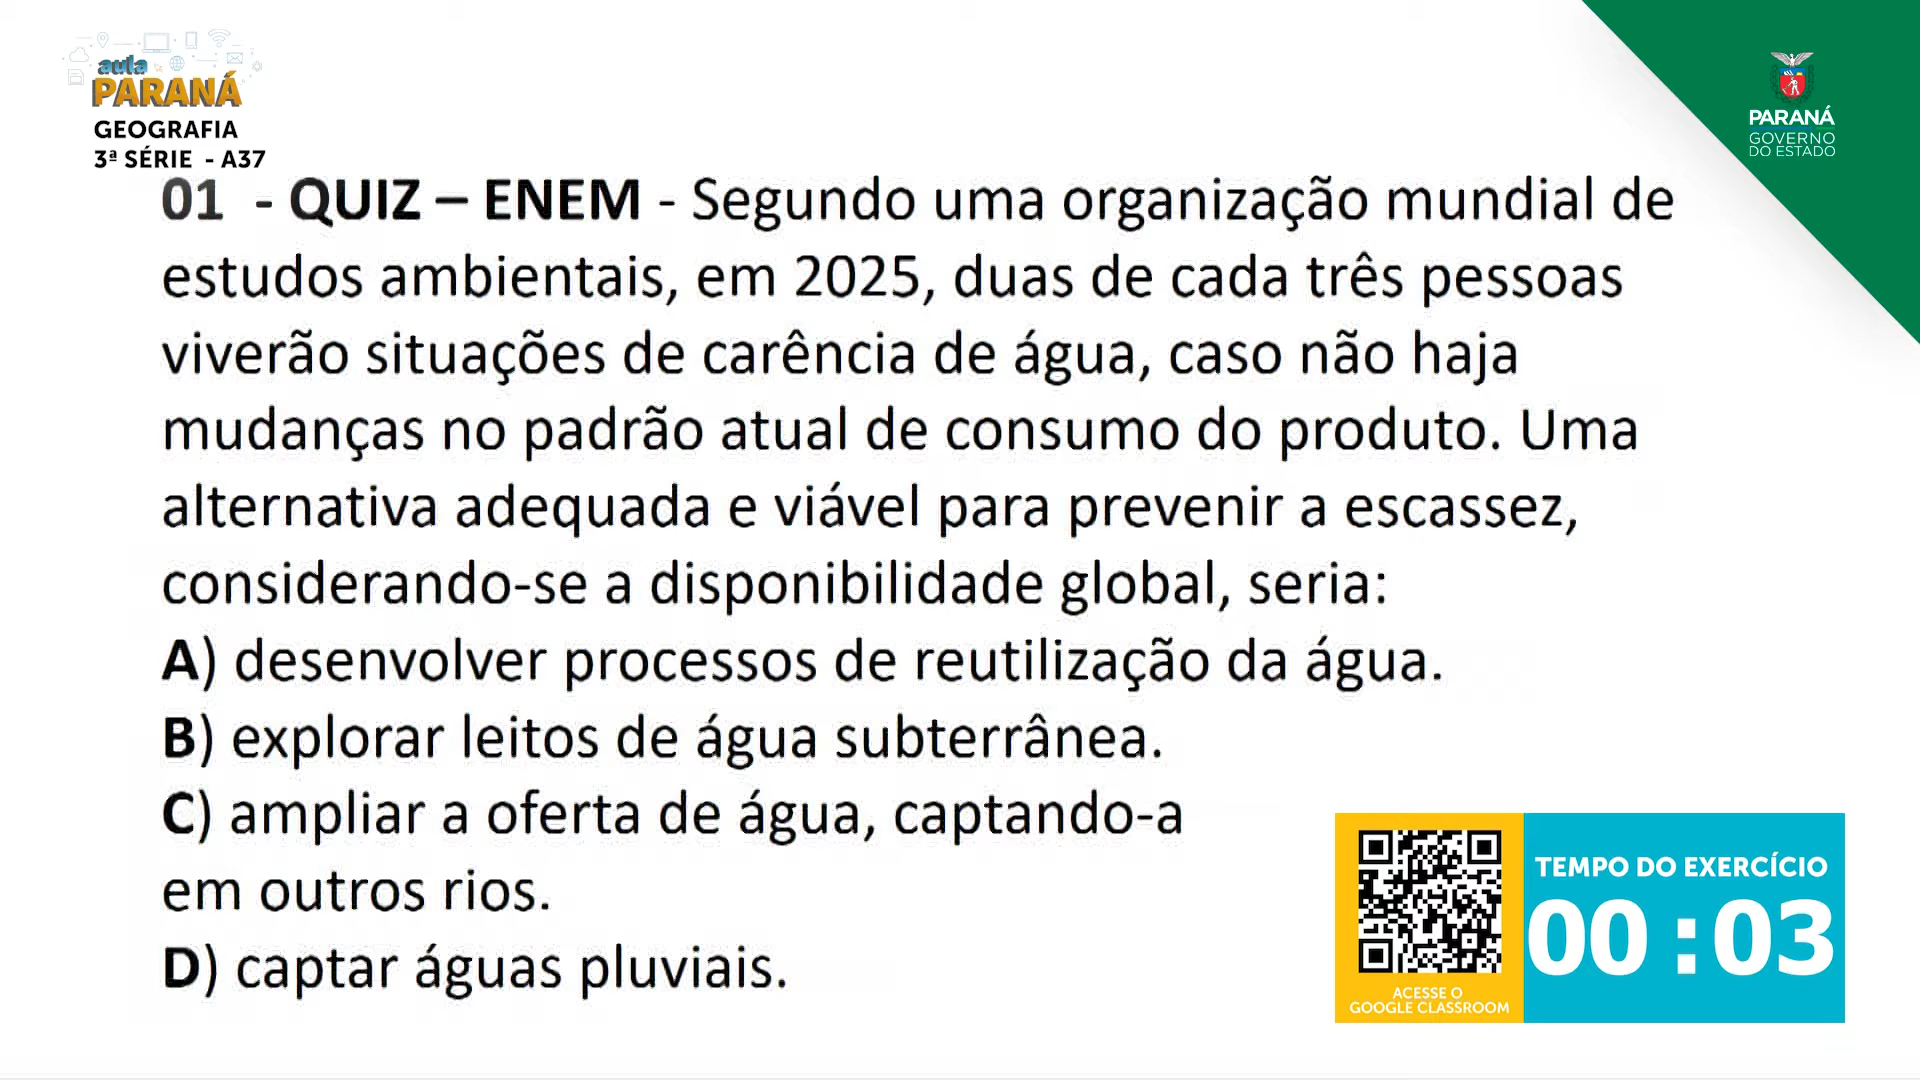 aula
PARANÁ
GEOGRAFIA
3ª SÉRIE - A37
PARANÁ
GOVERNO
DO ESTADO
01 - QUIZ – ENEM - Segundo uma organização mundial de
estudos ambientais, em 2025, duas de cada três pessoas
viverão situações de carência de água, caso não haja
mudanças no padrão atual de consumo do produto. Uma
alternativa adequada e viável para prevenir a escassez,
considerando-se a disponibilidade global, seria:
A) desenvolver processos de reutilização da água.
B) explorar leitos de água subterrânea.
C) ampliar a oferta de água, captando-a
em outros rios.
D) captar águas pluviais.
TEMPO DO EXERCÍCIO
00 : 03
ACESSE O
GOOGLE CLASSROOM